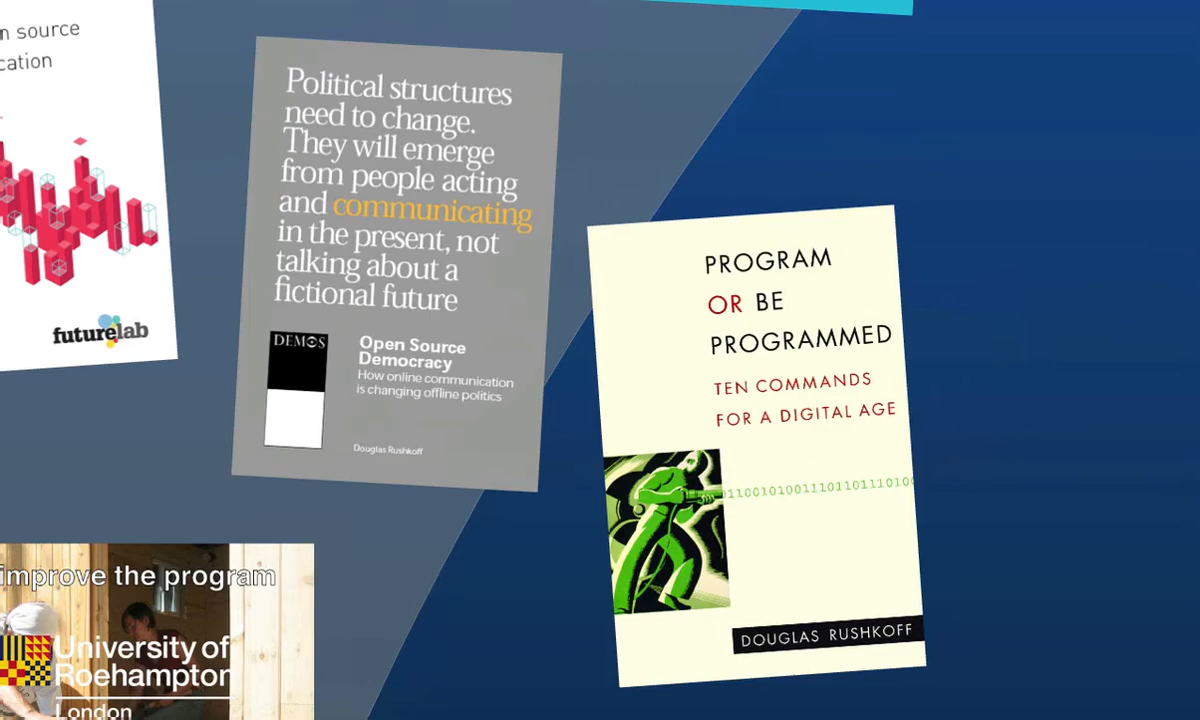 n source
cation
futurelab
Political structures
need to change.
They will emerge
from people acting
and communicating
in the present, not
talking about a
fictional future
DEMOS
Open Source
Democracy
How online communication
is changing offline politics
Douglas Rushkoff
PROGRAM
OR BE
PROGRAMMED
TEN COMMANDS
FOR A DIGITAL AGE
011001010011101101110100
DOUGLAS RUSHKOFF
improve the program
University of
Roehampton
London